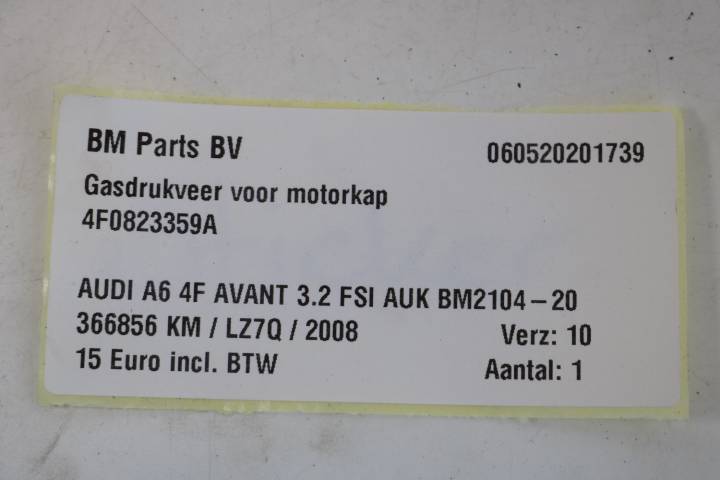 BM Parts BV 060520201739
Gasdrukveer voor motorkap
4F0823359A
AUDI A6 4F AVANT 3.2 FSI AUK BM2104-20
366856 KM / LZ7Q / 2008 Verz: 10
15 Euro incl. BTW Aantal: 1